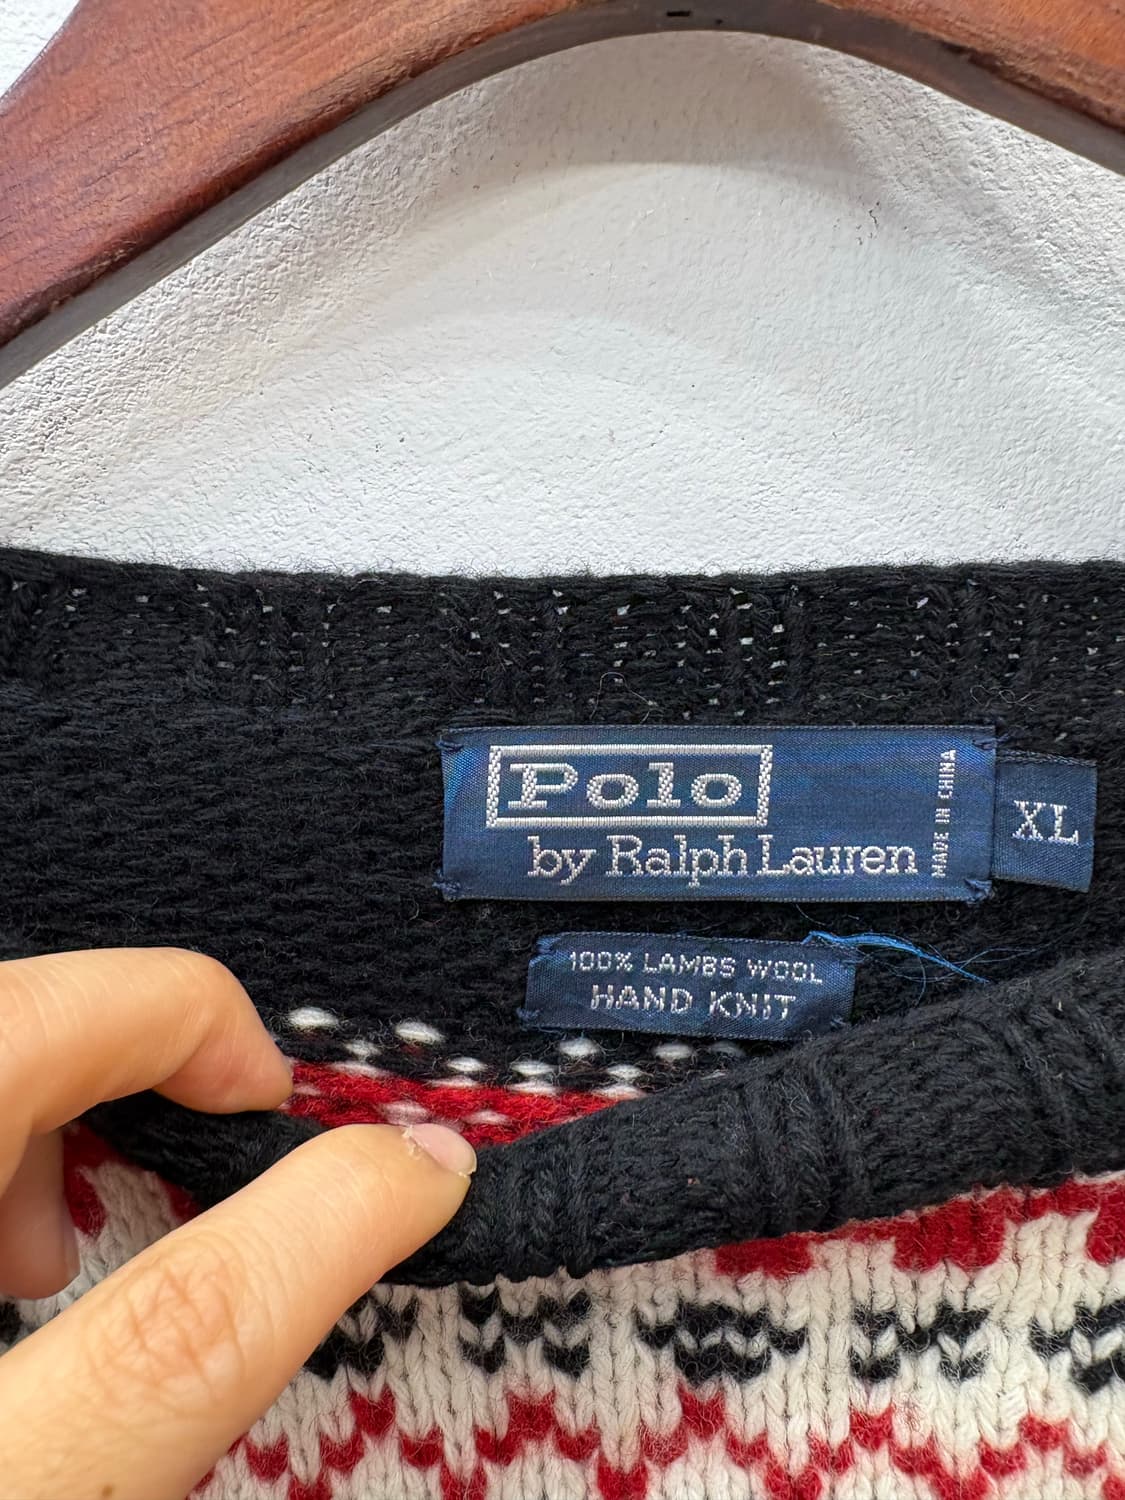 Polo
by Ralph Lauren
MADE IN CHINA
XL
100% LAMBS WOOL
HAND KNIT